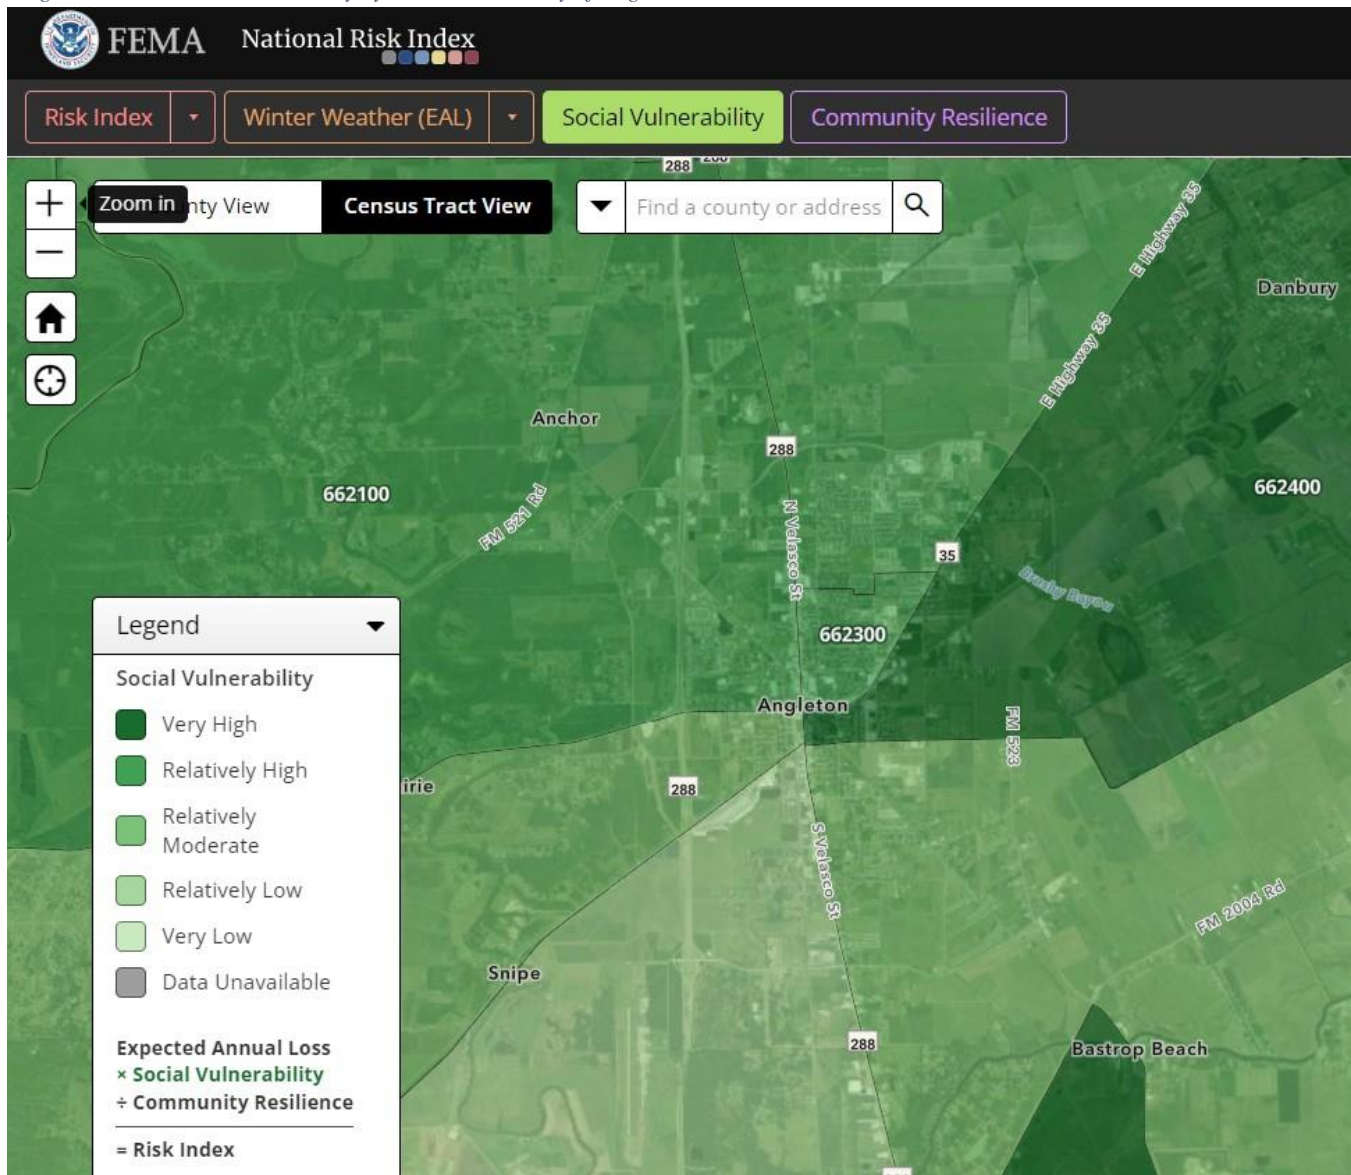 FEMA National Risk Index
Risk Index
Winter Weather (EAL)
Social Vulnerability
Community Resilience
288
Zoom in
nty View
Census Tract View
Find a county or address
E Highway 35
Danbury
E Highway 35
Anchor
288
662100
662400
FM 521 Rd
N Velasco St
35
Brushy Bayou
662300
Angleton
FM 523
irie
288
S Velasco St
FM 2004 Rd
Snipe
288
Bastrop Beach
Legend
Social Vulnerability
Very High
Relatively High
Relatively
Moderate
Relatively Low
Very Low
Data Unavailable
Expected Annual Loss
× Social Vulnerability
÷ Community Resilience
= Risk Index